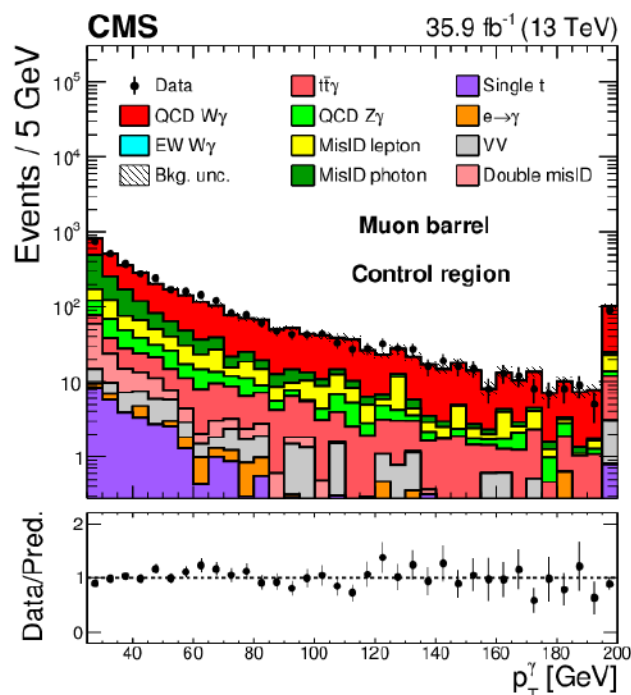 CMS 35.9 fb⁻¹ (13 TeV)
Events / 5 GeV
10⁵
10⁴
10³
10²
10
1
Data tt̄γ Single t
QCD Wγ QCD Zγ e→γ
EW Wγ MisID lepton VV
Bkg. unc. MisID photon Double misID
Muon barrel
Control region
Data/Pred.
2
1
0
40 60 80 100 120 140 160 180 200
p_T^γ [GeV]